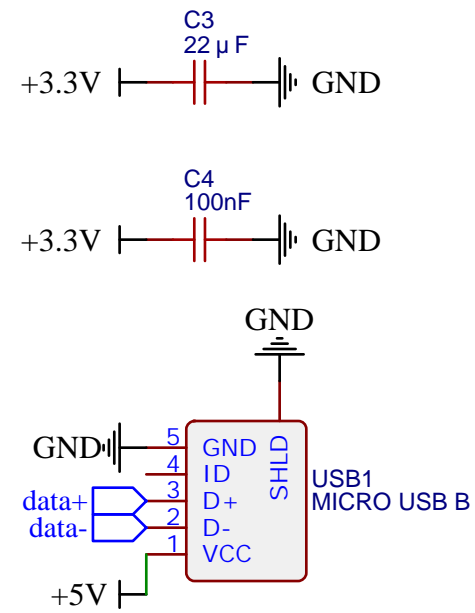 C3
22µF
+3.3V GND
C4
100nF
+3.3V GND
GND
GND 5 GND SHLD
4 ID USB1
data+ 3 D+ MICRO USB B
data- 2 D-
1 VCC
+5V